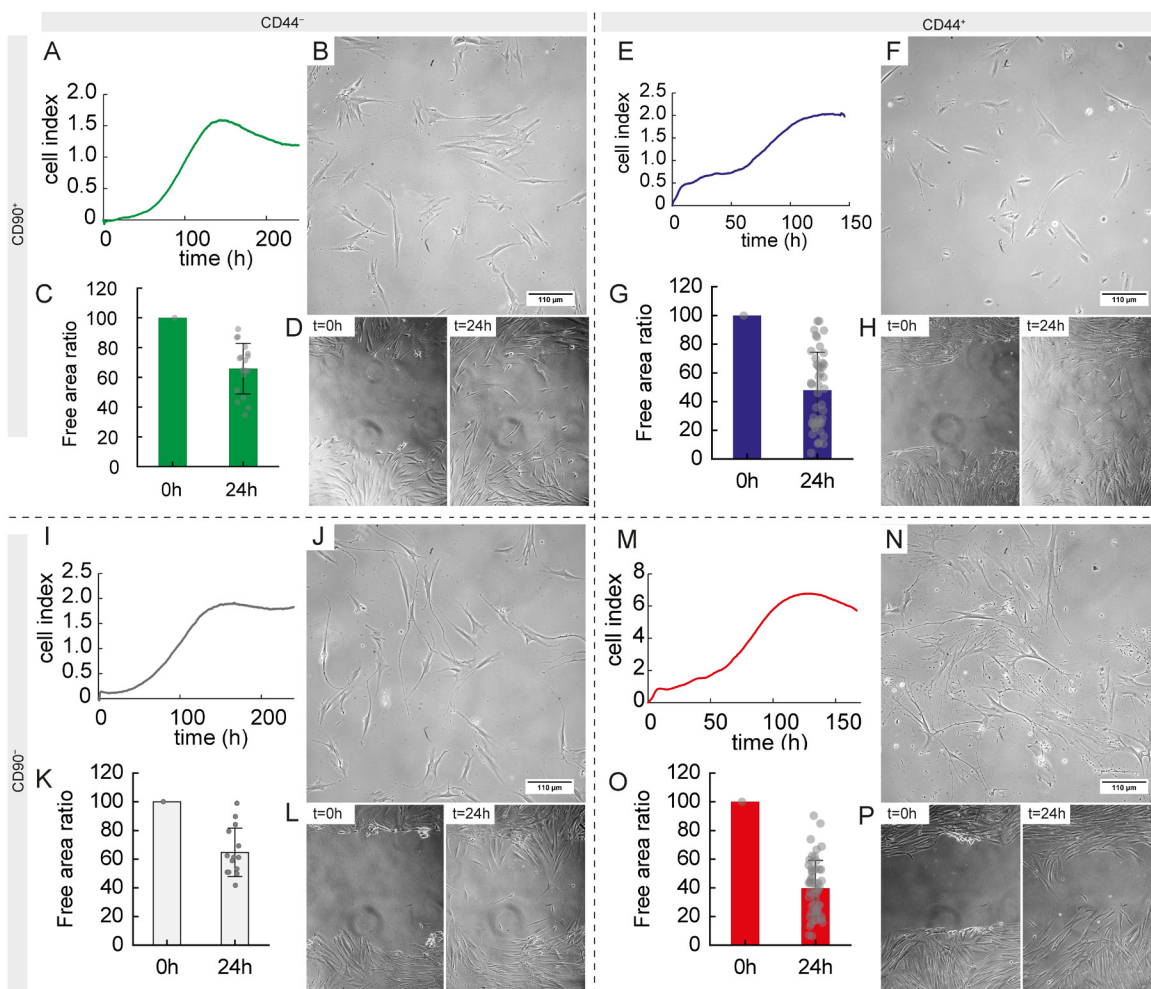 CD44⁻
CD44⁺
CD90⁺
A
cell index
2.0
1.5
1.0
0.5
0
0 100 200
time (h)
B
110 µm
C
Free area ratio
120
100
80
60
40
20
0
0h 24h
D
t=0h t=24h
E
cell index
2.5
2.0
1.5
1.0
0.5
0
0 50 100 150
time (h)
F
110 µm
G
Free area ratio
120
100
80
60
40
20
0
0h 24h
H
t=0h t=24h
CD90⁻
I
cell index
2.5
2.0
1.5
1.0
0.5
0
0 100 200
time (h)
J
110 µm
K
Free area ratio
120
100
80
60
40
20
0
0h 24h
L
t=0h t=24h
M
cell index
8
6
4
2
0
0 50 100 150
time (h)
N
110 µm
O
Free area ratio
120
100
80
60
40
20
0
0h 24h
P
t=0h t=24h